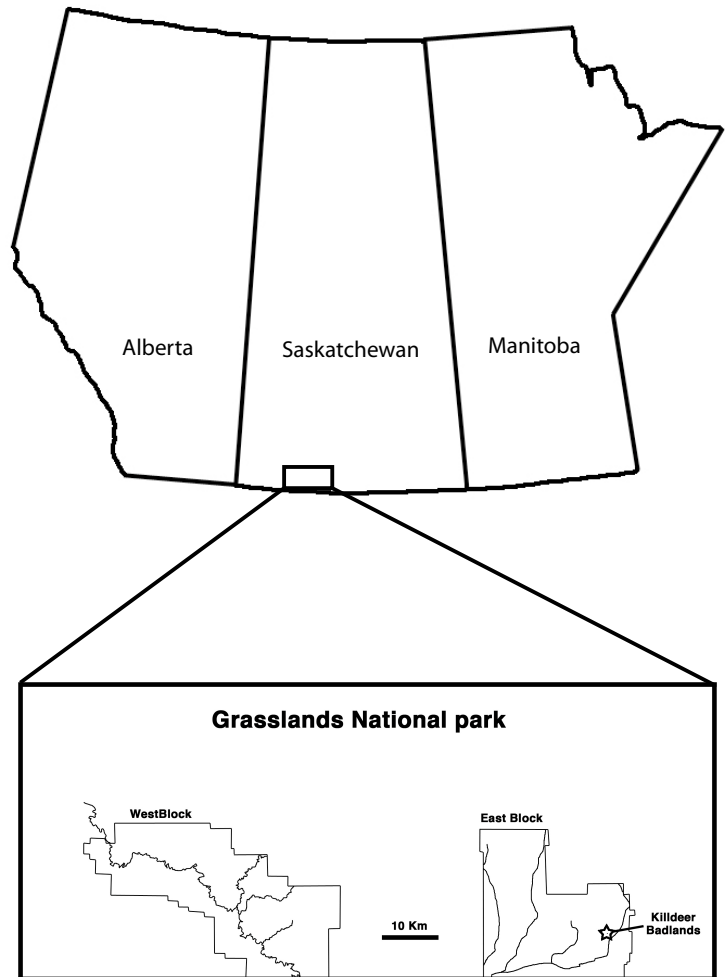 Alberta
Saskatchewan
Manitoba
Grasslands National park
WestBlock
East Block
10 Km
Killdeer
Badlands